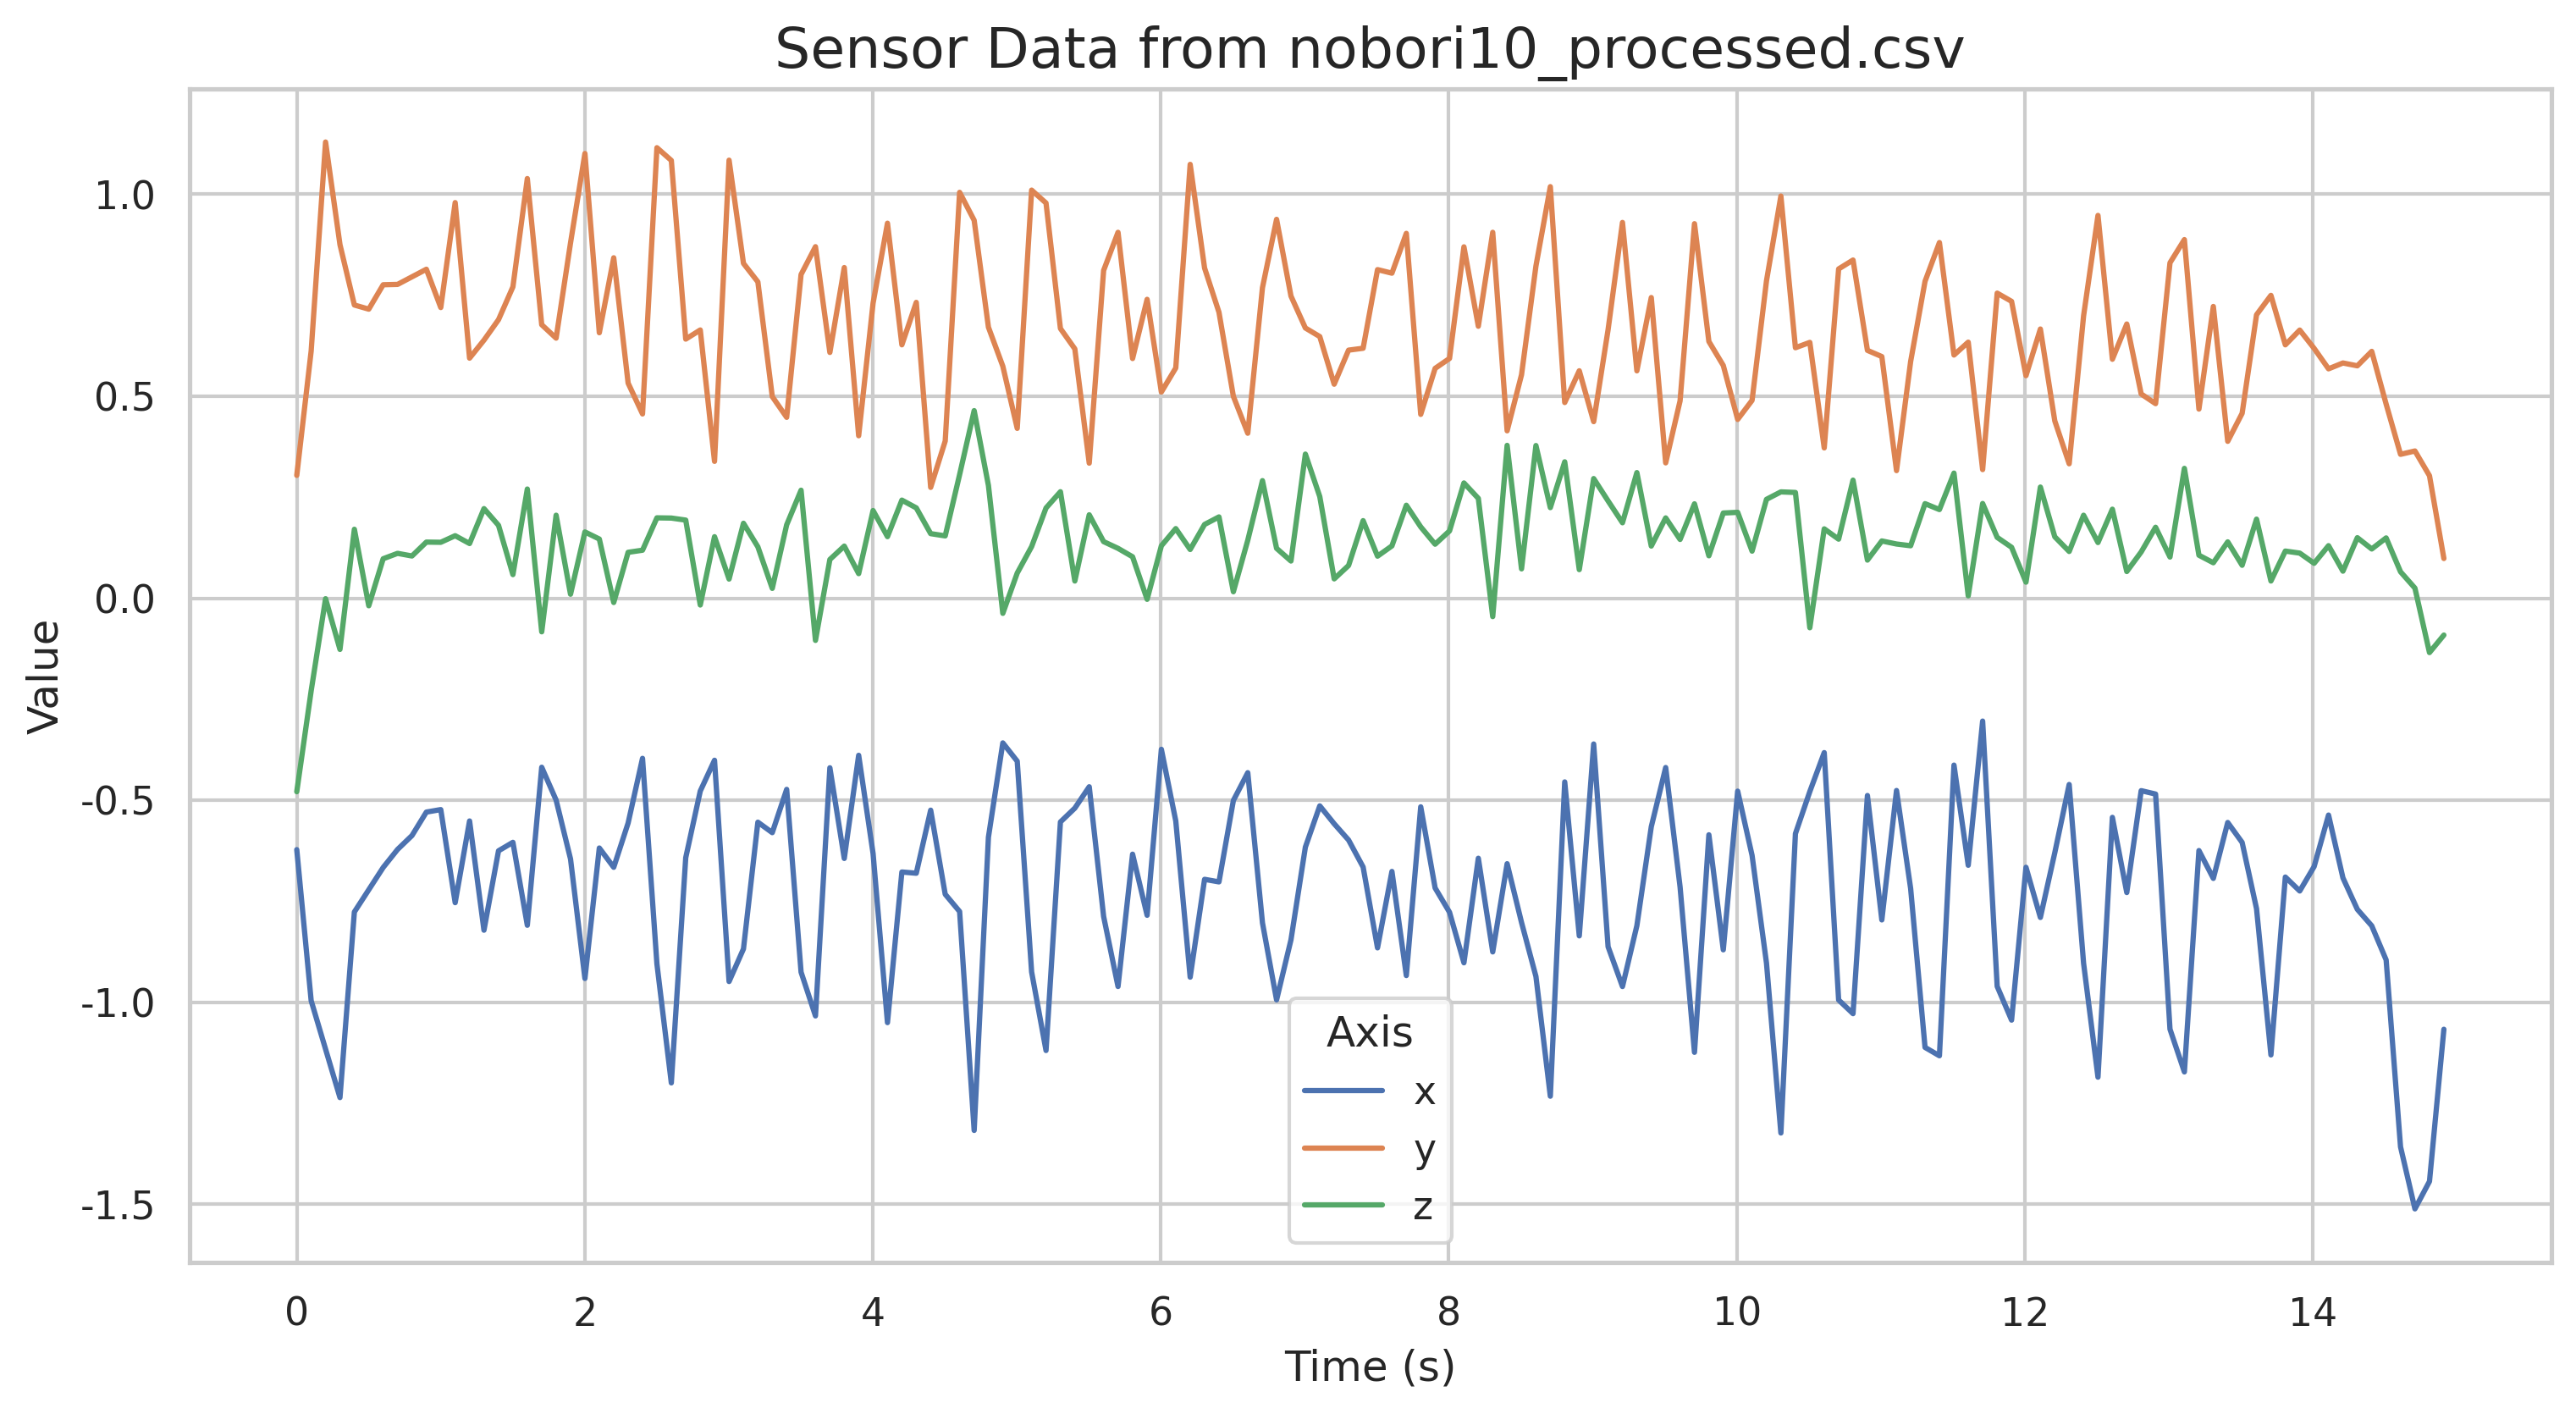 Sensor Data from nobori10_processed.csv
Value
1.0
0.5
0.0
-0.5
-1.0
-1.5
Axis
x
y
z
0 2 4 6 8 10 12 14
Time (s)